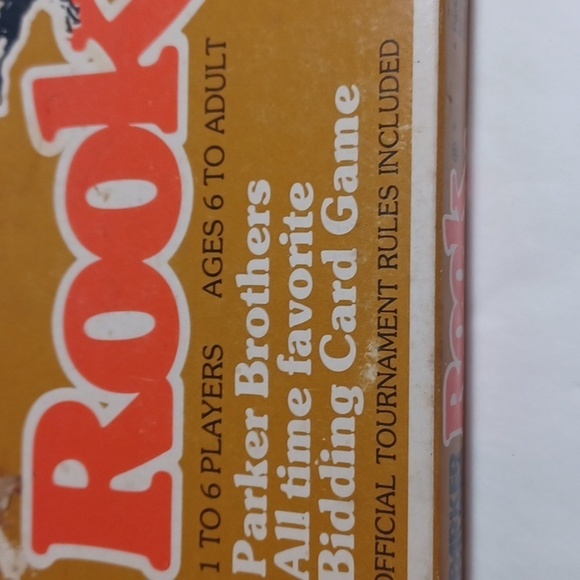 Rook
1 TO 6 PLAYERS AGES 6 TO ADULT
Parker Brothers
All time favorite
Bidding Card Game
OFFICIAL TOURNAMENT RULES INCLUDED
Rook